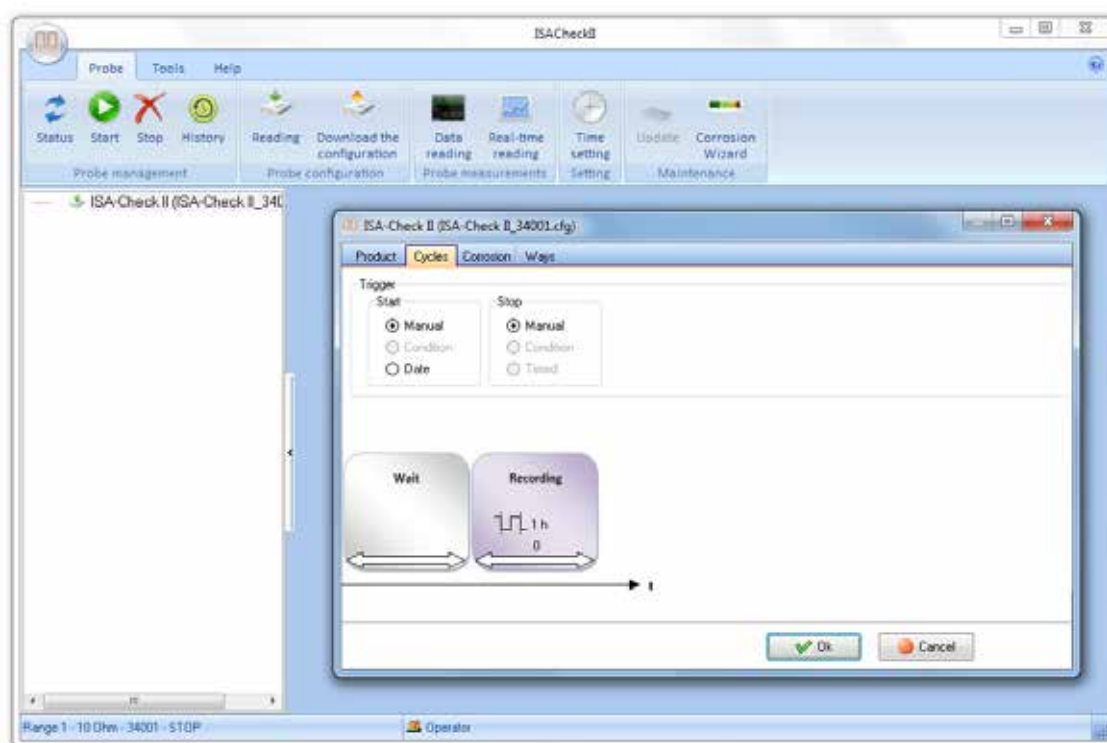 ISACheckII
Probe Tools Help
Status Start Stop History Reading Download the configuration Data reading Real-time reading Time setting Update Corrosion Wizard
Probe management Probe configuration Probe measurements Setting Maintenance
ISA-Check II (ISA-Check II_340
ISA-Check II (ISA-Check II_34001.cfg)
Product Cycles Corrosion Ways
Trigger
Start Stop
Manual Manual
Condition Condition
Date Timed
Wait Recording
1 h
0
t
Ok Cancel
Range 1 - 10 Ohm - 34001 - STOP Operator